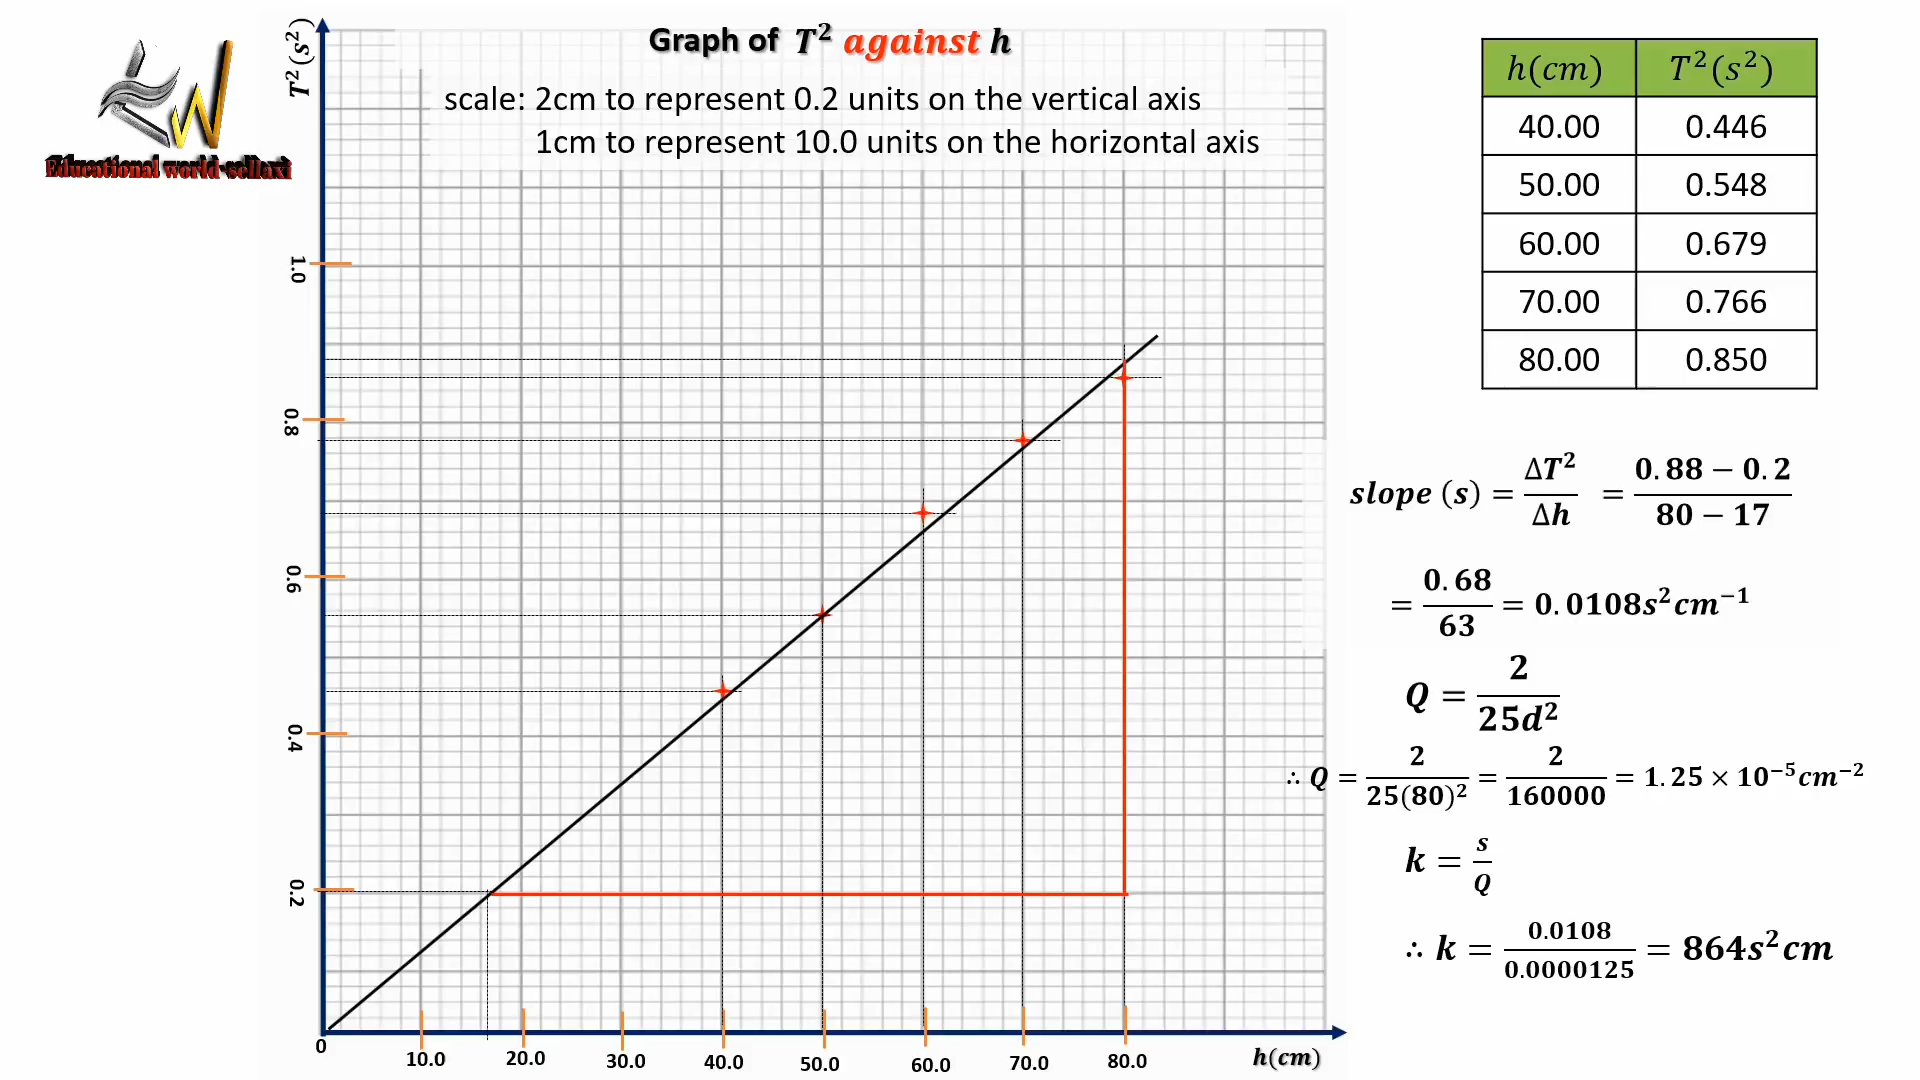 Graph of T² against h
scale: 2cm to represent 0.2 units on the vertical axis
1cm to represent 10.0 units on the horizontal axis
Educational world-sellaxi
T²(s²)
1.0
0.8
0.6
0.4
0.2
0
10.0
20.0
30.0
40.0
50.0
60.0
70.0
80.0
h(cm)
h(cm) T²(s²)
40.00 0.446
50.00 0.548
60.00 0.679
70.00 0.766
80.00 0.850
slope (s) = ΔT²/Δh = (0.88 − 0.2)/(80 − 17)
= 0.68/63 = 0.0108s²cm⁻¹
Q = 2/25d²
∴ Q = 2/25(80)² = 2/160000 = 1.25 × 10⁻⁵cm⁻²
k = s/Q
∴ k = 0.0108/0.0000125 = 864s²cm